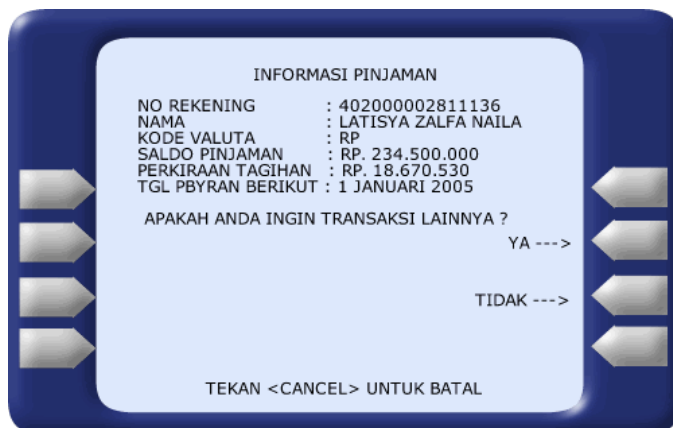 INFORMASI PINJAMAN
NO REKENING : 402000002811136
NAMA : LATISYA ZALFA NAILA
KODE VALUTA : RP
SALDO PINJAMAN : RP. 234.500.000
PERKIRAAN TAGIHAN : RP. 18.670.530
TGL PBYRAN BERIKUT : 1 JANUARI 2005
APAKAH ANDA INGIN TRANSAKSI LAINNYA ?
YA --->
TIDAK --->
TEKAN <CANCEL> UNTUK BATAL